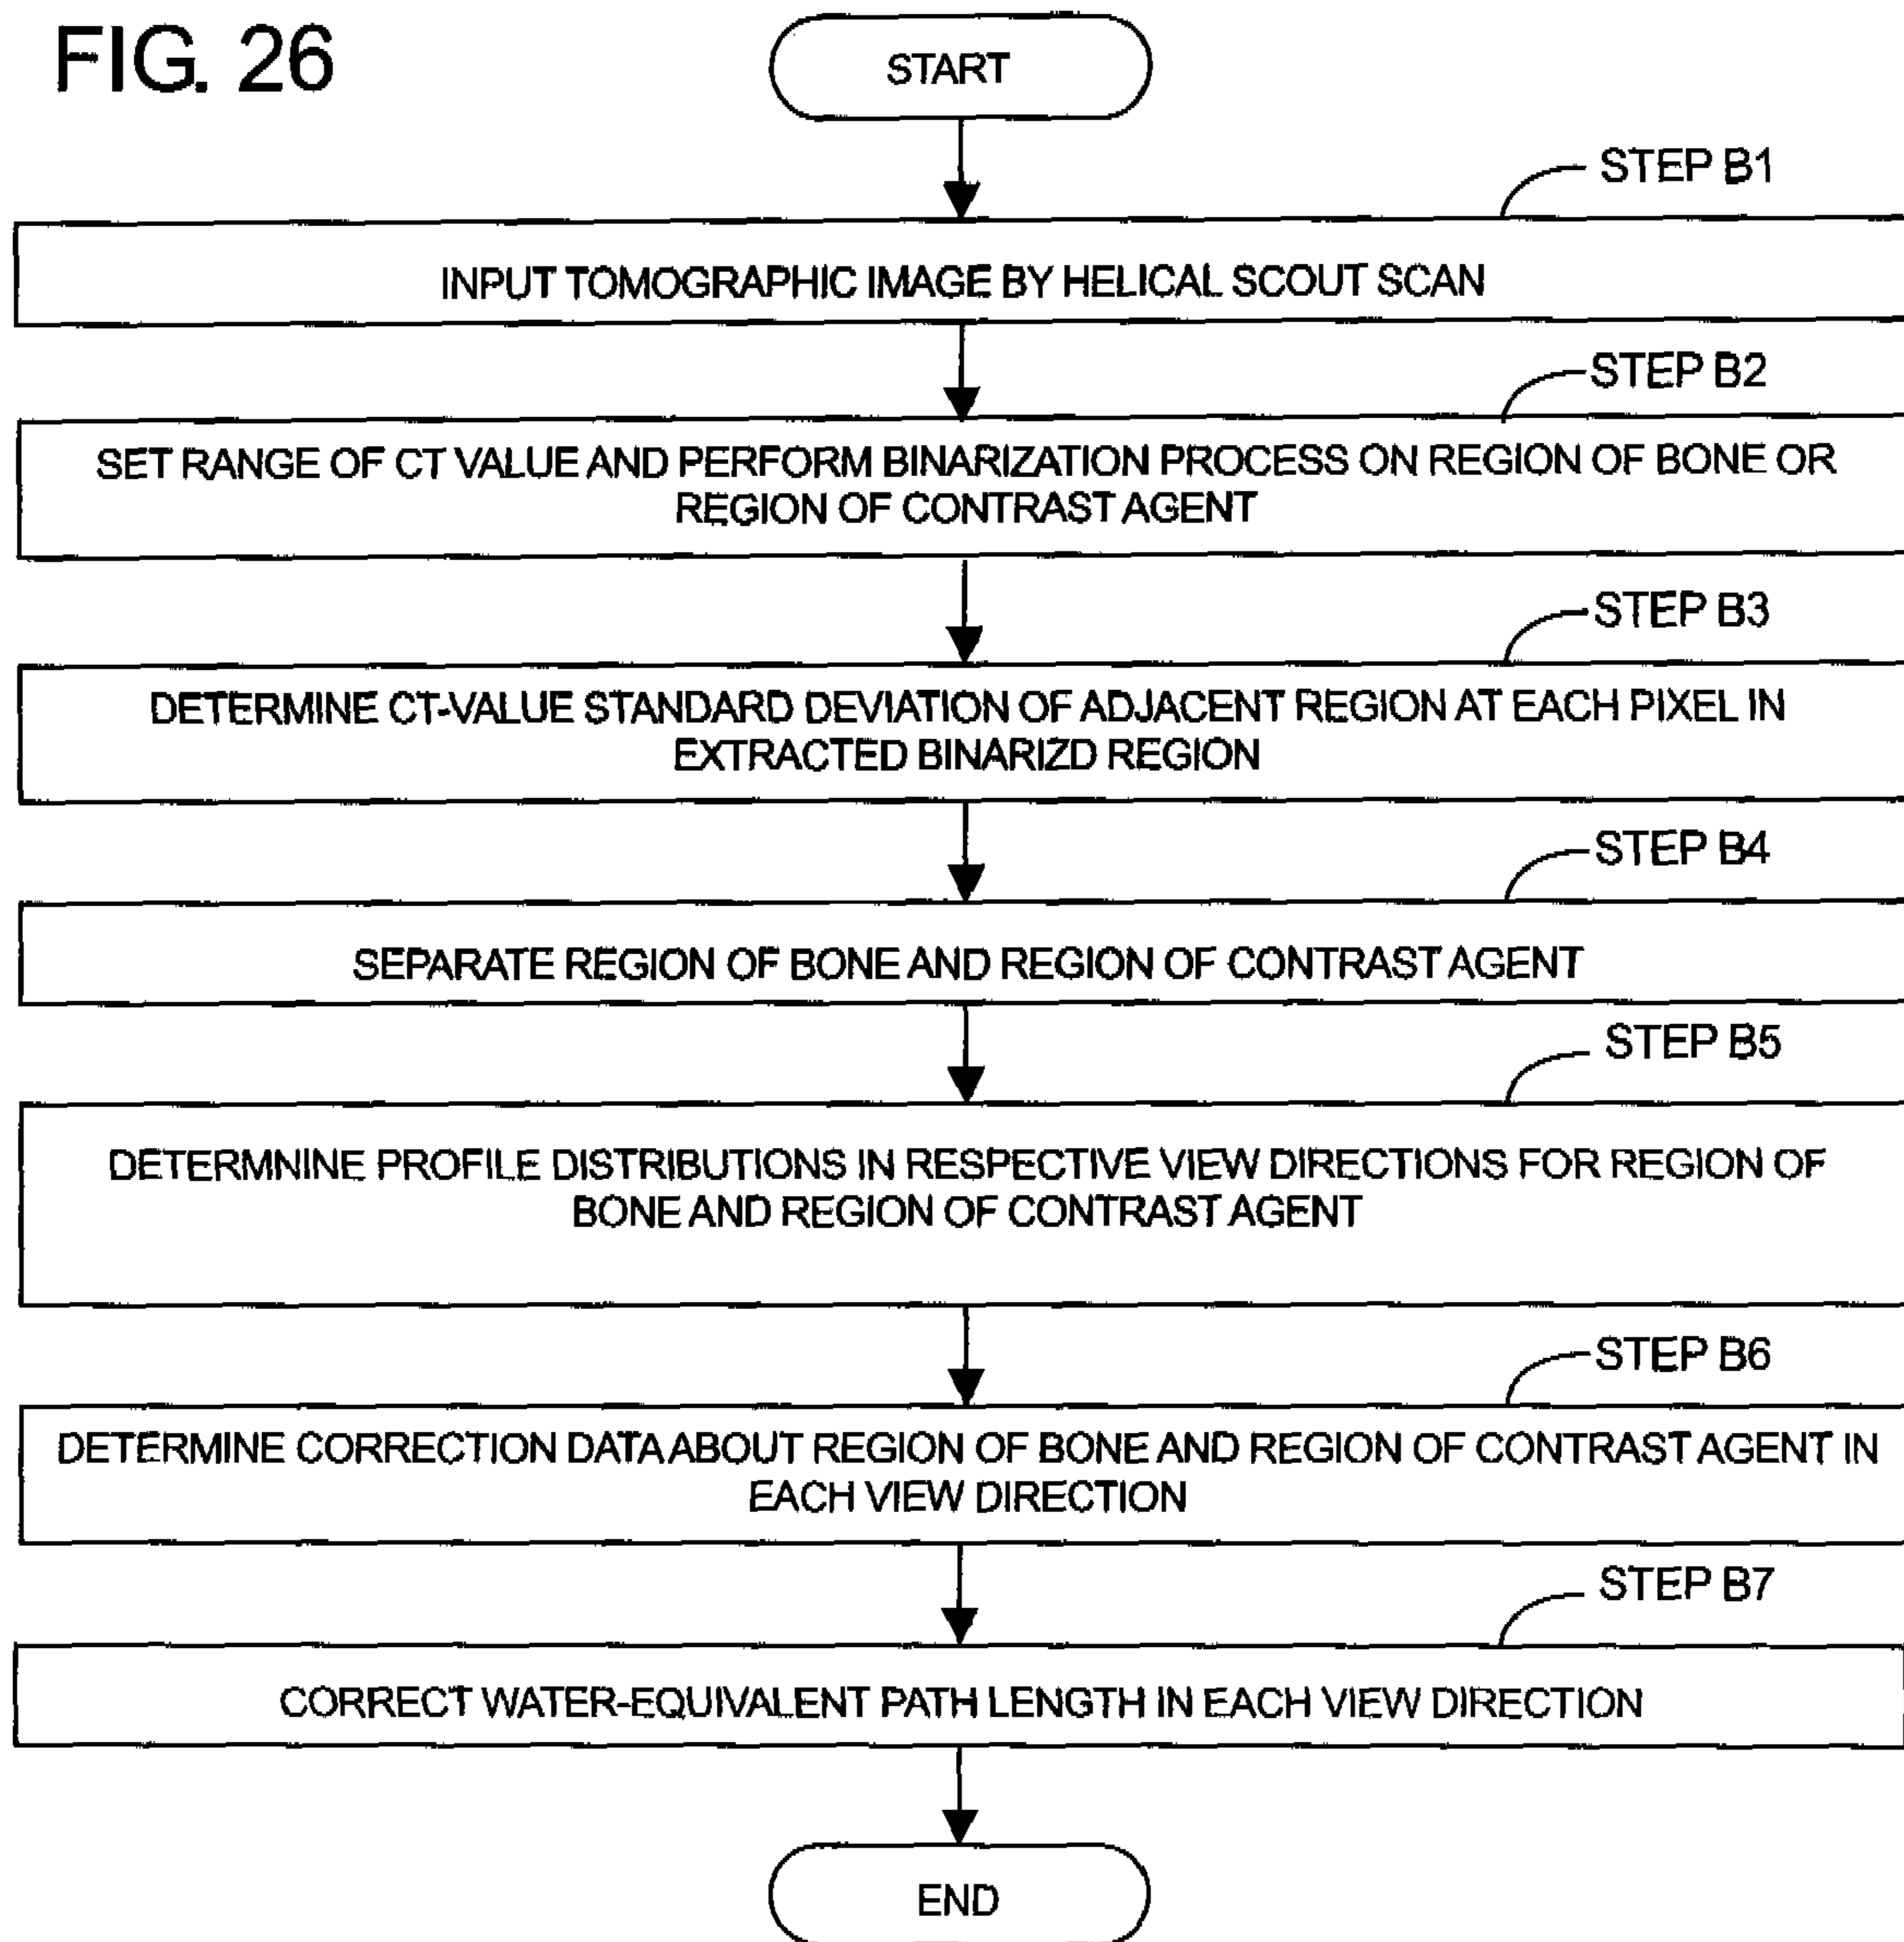 FIG. 26
START
STEP B1
INPUT TOMOGRAPHIC IMAGE BY HELICAL SCOUT SCAN
STEP B2
SET RANGE OF CT VALUE AND PERFORM BINARIZATION PROCESS ON REGION OF BONE OR
REGION OF CONTRAST AGENT
STEP B3
DETERMINE CT-VALUE STANDARD DEVIATION OF ADJACENT REGION AT EACH PIXEL IN
EXTRACTED BINARIZD REGION
STEP B4
SEPARATE REGION OF BONE AND REGION OF CONTRAST AGENT
STEP B5
DETERMNINE PROFILE DISTRIBUTIONS IN RESPECTIVE VIEW DIRECTIONS FOR REGION OF
BONE AND REGION OF CONTRAST AGENT
STEP B6
DETERMINE CORRECTION DATA ABOUT REGION OF BONE AND REGION OF CONTRAST AGENT IN
EACH VIEW DIRECTION
STEP B7
CORRECT WATER-EQUIVALENT PATH LENGTH IN EACH VIEW DIRECTION
END